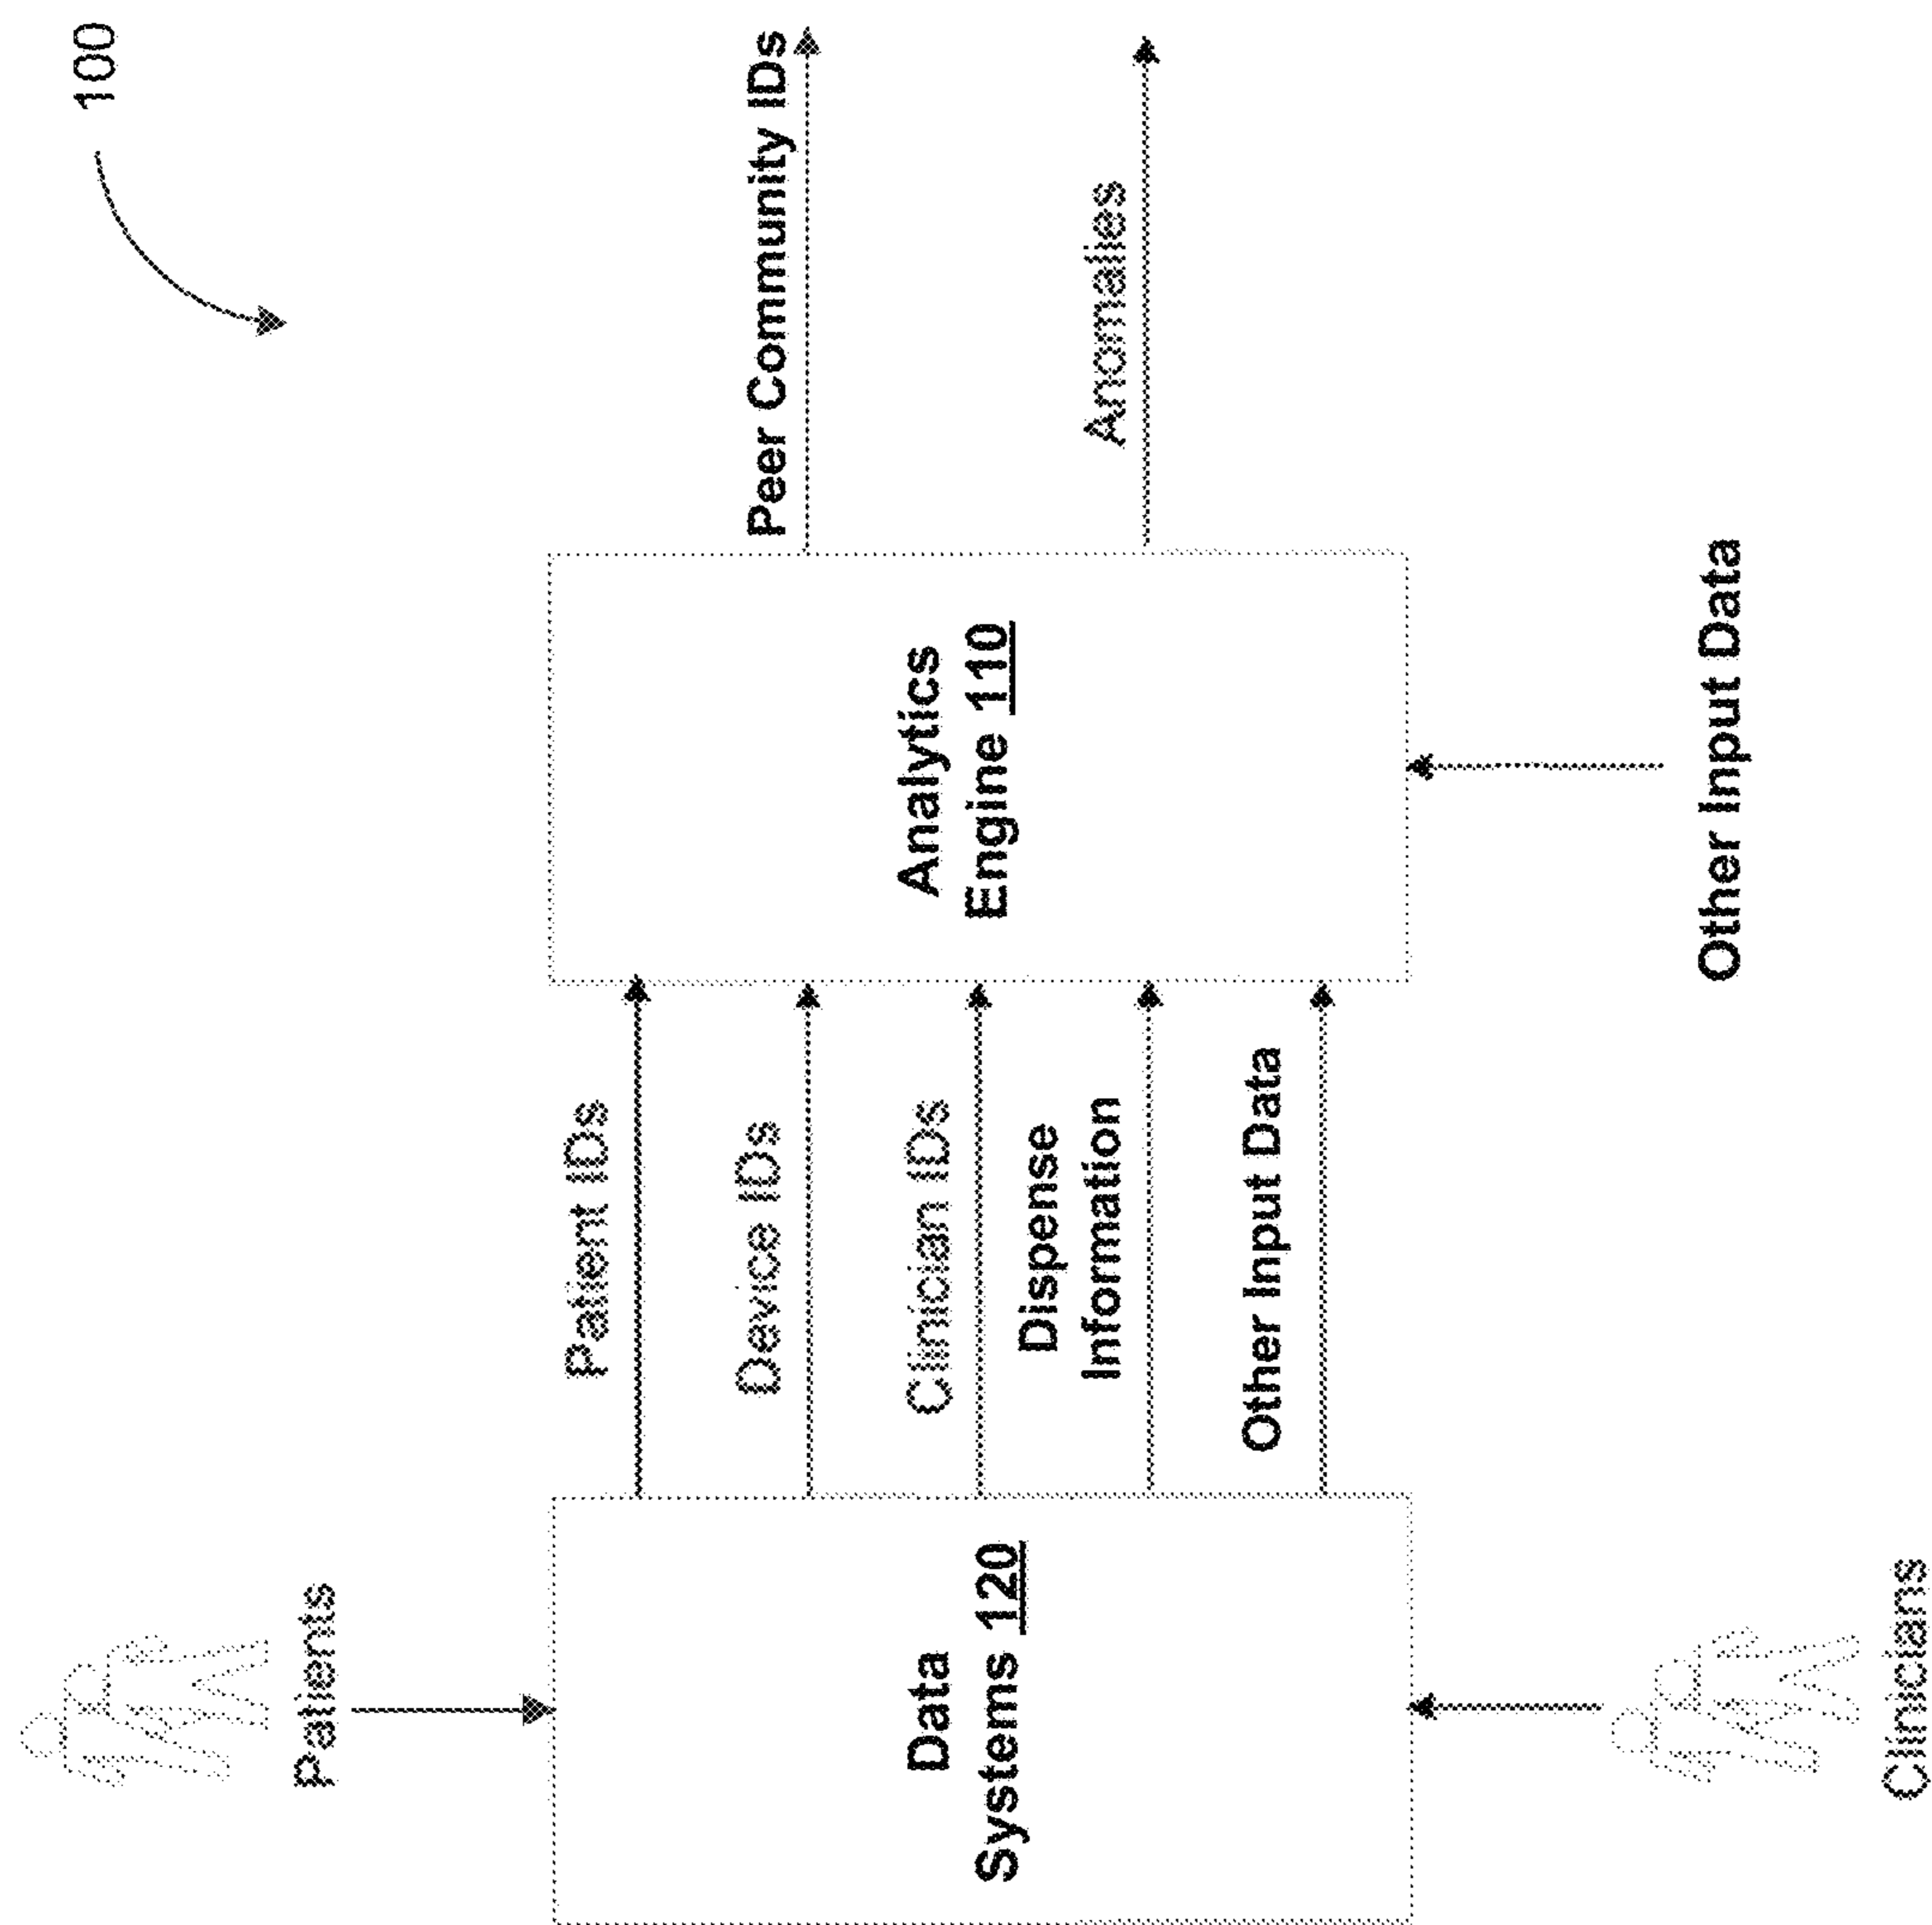 100
Patients
Data
Systems 120
Clinicians
Patient IDs
Device IDs
Clinician IDs
Dispense
Information
Other Input Data
Analytics
Engine 110
Other Input Data
Peer Community IDs
Anomalies